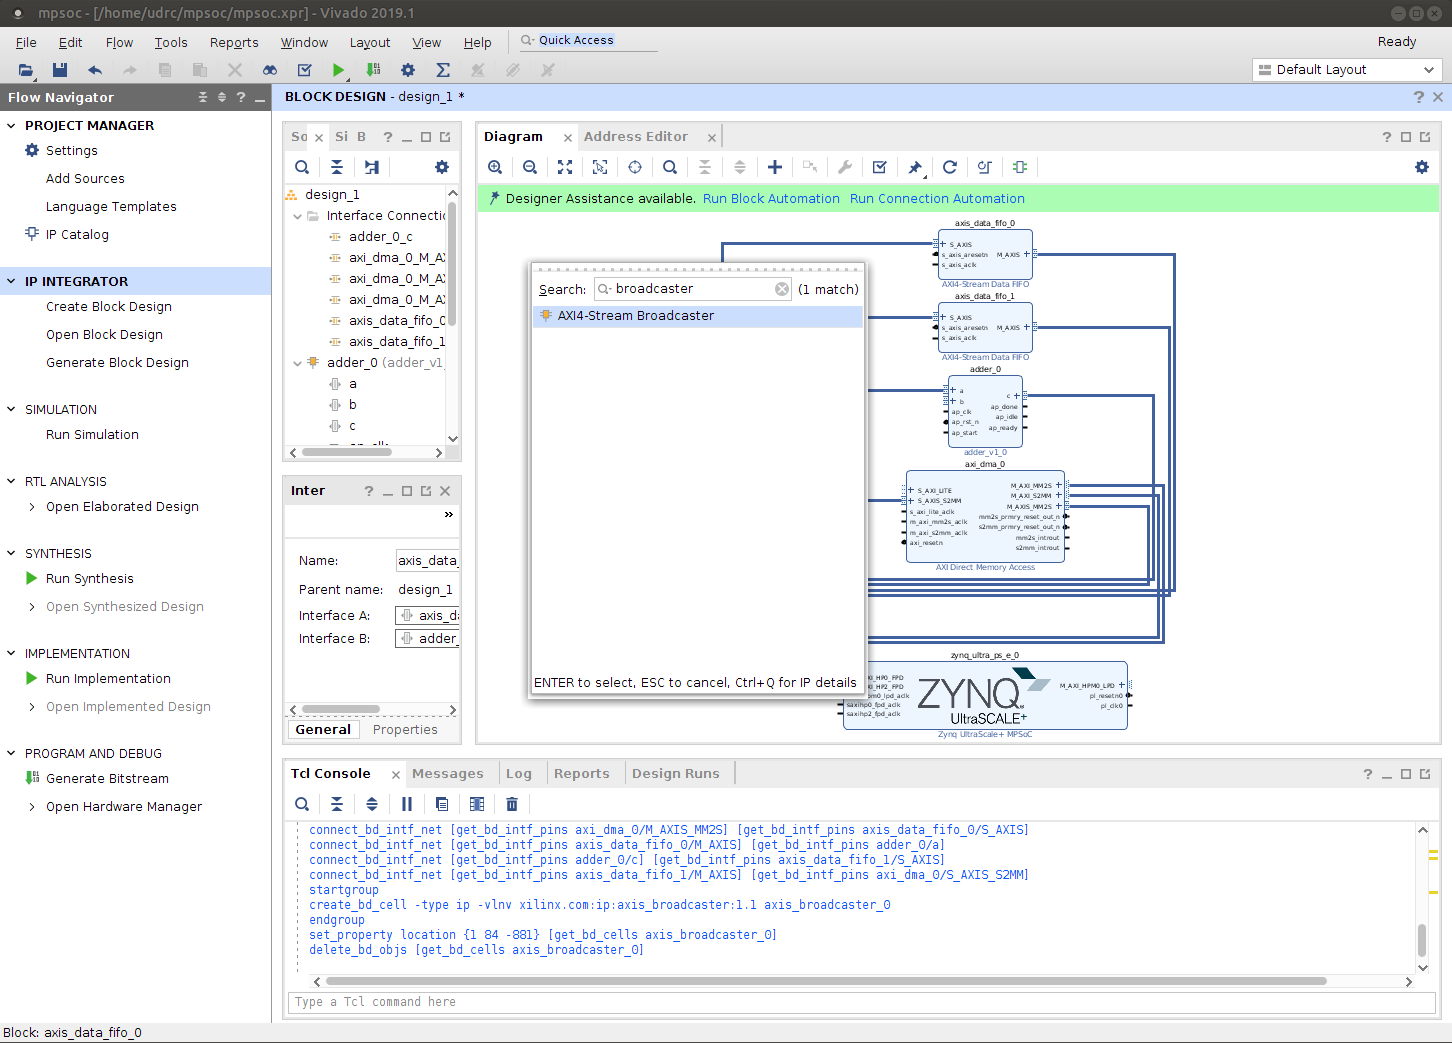 mpsoc - [/home/udrc/mpsoc/mpsoc.xpr] - Vivado 2019.1
File Edit Flow Tools Reports Window Layout View Help Quick Access Ready
Default Layout
Flow Navigator
PROJECT MANAGER
Settings
Add Sources
Language Templates
IP Catalog
IP INTEGRATOR
Create Block Design
Open Block Design
Generate Block Design
SIMULATION
Run Simulation
RTL ANALYSIS
Open Elaborated Design
SYNTHESIS
Run Synthesis
Open Synthesized Design
IMPLEMENTATION
Run Implementation
Open Implemented Design
PROGRAM AND DEBUG
Generate Bitstream
Open Hardware Manager
BLOCK DESIGN - design_1 *
So Si B
design_1
Interface Connectio
adder_0_c
axi_dma_0_M_AX
axi_dma_0_M_AX
axi_dma_0_M_AX
axis_data_fifo_0
axis_data_fifo_1
adder_0 (adder_v1_
a
b
c
Inter
Name: axis_data_
Parent name: design_1
Interface A: axis_da
Interface B: adder_
General Properties
Diagram Address Editor
Designer Assistance available. Run Block Automation Run Connection Automation
Search: broadcaster (1 match)
AXI4-Stream Broadcaster
ENTER to select, ESC to cancel, Ctrl+Q for IP details
axis_data_fifo_0
S_AXIS
s_axis_aresetn M_AXIS
s_axis_aclk
AXI4-Stream Data FIFO
axis_data_fifo_1
S_AXIS
s_axis_aresetn M_AXIS
s_axis_aclk
AXI4-Stream Data FIFO
adder_0
a
b c
ap_clk ap_done
ap_rst_n ap_idle
ap_start ap_ready
adder_v1_0
axi_dma_0
S_AXI_LITE M_AXI_MM2S
S_AXIS_S2MM M_AXI_S2MM
s_axi_lite_aclk M_AXIS_MM2S
m_axi_mm2s_aclk mm2s_prmry_reset_out_n
m_axi_s2mm_aclk s2mm_prmry_reset_out_n
axi_resetn mm2s_introut
s2mm_introut
AXI Direct Memory Access
zynq_ultra_ps_e_0
XI_HP0_FPD
XI_HP2_FPD
pm0_lpd_aclk
saxihp0_fpd_aclk
saxihp2_fpd_aclk
ZYNQ
UltraSCALE+
M_AXI_HPM0_LPD
pl_resetn0
pl_clk0
Zynq UltraScale+ MPSoC
Tcl Console Messages Log Reports Design Runs
connect_bd_intf_net [get_bd_intf_pins axi_dma_0/M_AXIS_MM2S] [get_bd_intf_pins axis_data_fifo_0/S_AXIS]
connect_bd_intf_net [get_bd_intf_pins axis_data_fifo_0/M_AXIS] [get_bd_intf_pins adder_0/a]
connect_bd_intf_net [get_bd_intf_pins adder_0/c] [get_bd_intf_pins axis_data_fifo_1/S_AXIS]
connect_bd_intf_net [get_bd_intf_pins axis_data_fifo_1/M_AXIS] [get_bd_intf_pins axi_dma_0/S_AXIS_S2MM]
startgroup
create_bd_cell -type ip -vlnv xilinx.com:ip:axis_broadcaster:1.1 axis_broadcaster_0
endgroup
set_property location {1 84 -881} [get_bd_cells axis_broadcaster_0]
delete_bd_objs [get_bd_cells axis_broadcaster_0]
Type a Tcl command here
Block: axis_data_fifo_0